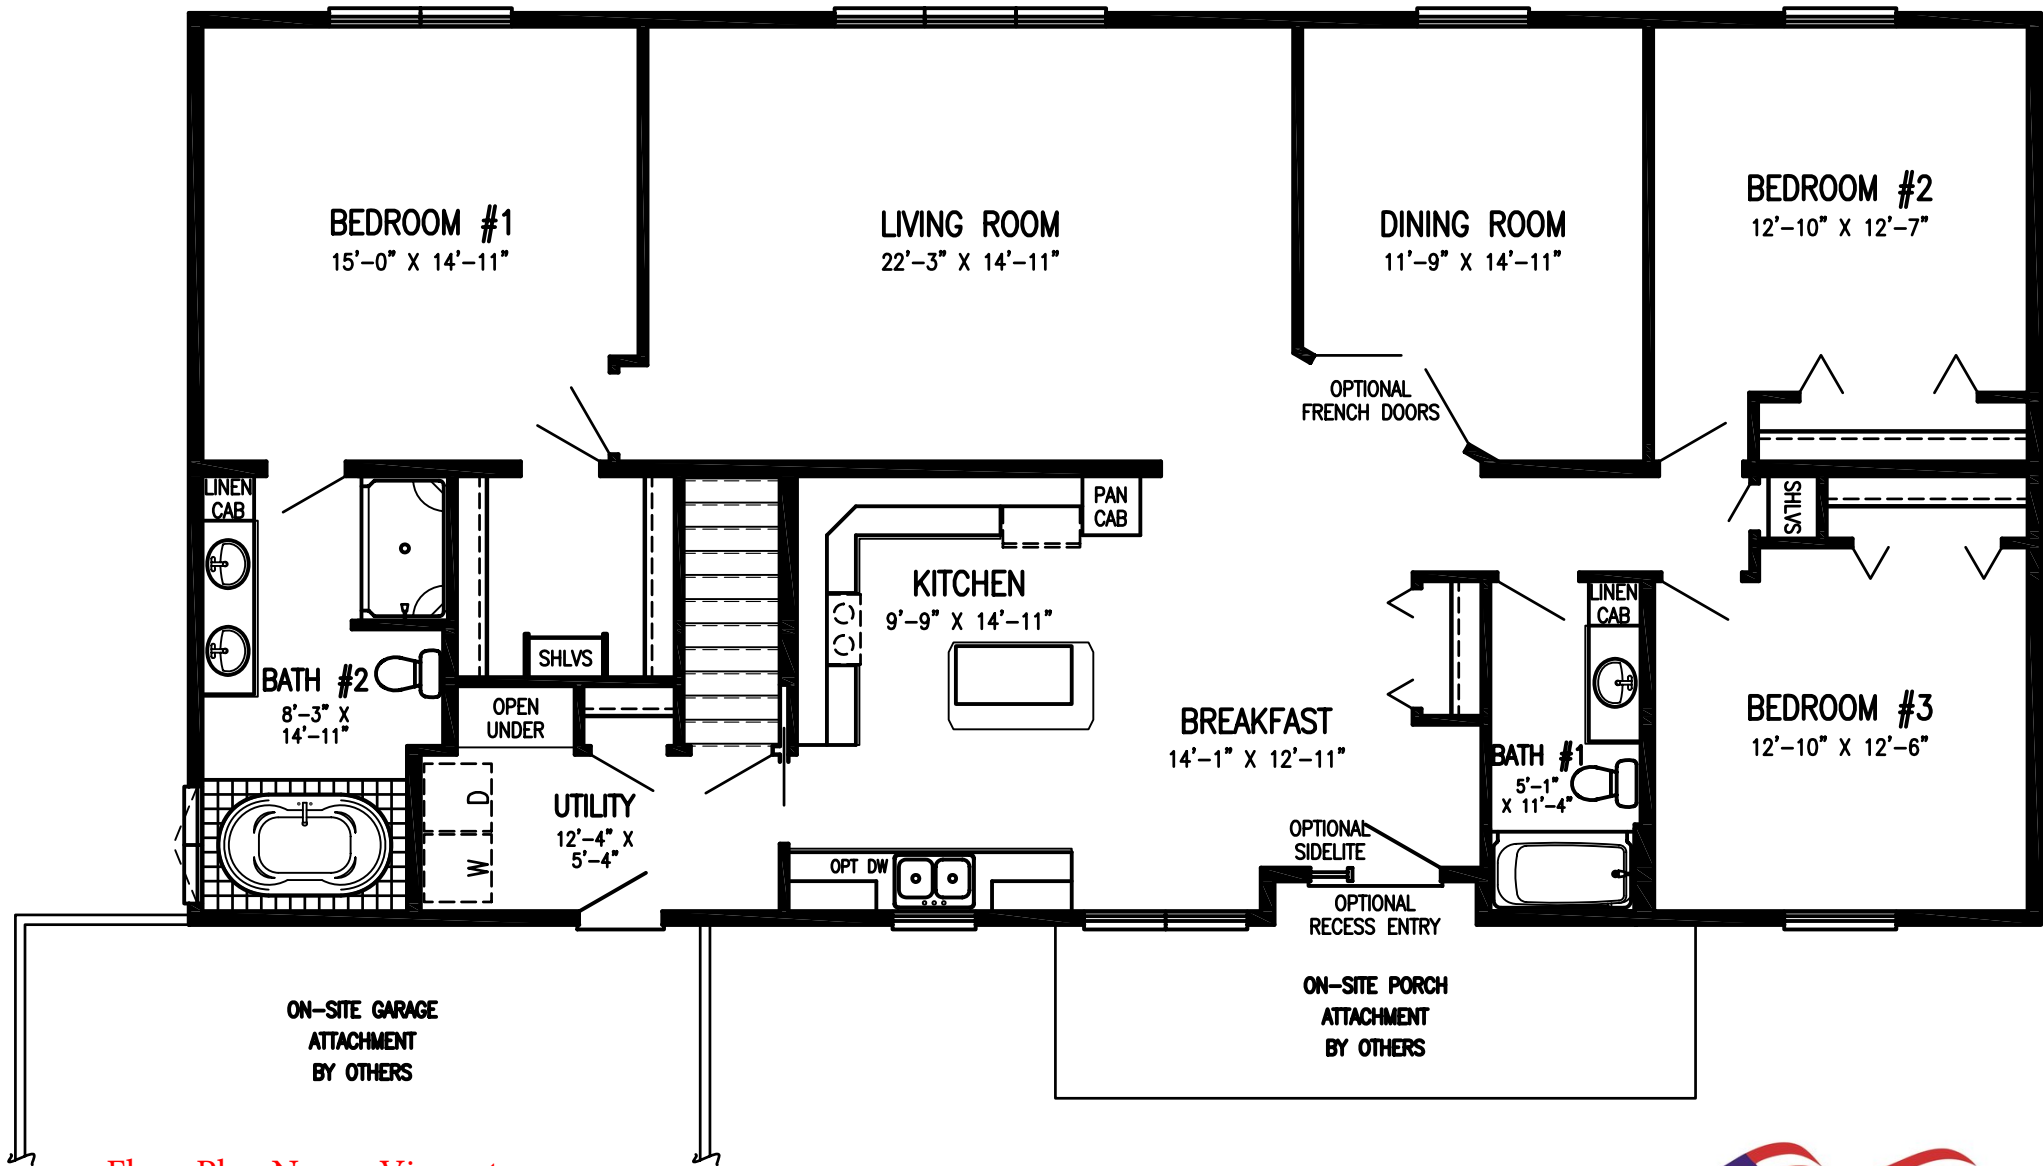 BEDROOM #1
15'-0" X 14'-11"
LIVING ROOM
22'-3" X 14'-11"
DINING ROOM
11'-9" X 14'-11"
BEDROOM #2
12'-10" X 12'-7"
OPTIONAL
FRENCH DOORS
LINEN
CAB
PAN
CAB
SHLVS
KITCHEN
9'-9" X 14'-11"
LINEN
CAB
SHLVS
BATH #2
8'-3" X
14'-11"
OPEN
UNDER
BREAKFAST
14'-1" X 12'-11"
BEDROOM #3
12'-10" X 12'-6"
BATH #1
5'-1"
X 11'-4"
D
W
UTILITY
12'-4" X
5'-4"
OPTIONAL
SIDELITE
OPT DW
OPTIONAL
RECESS ENTRY
ON-SITE GARAGE
ATTACHMENT
BY OTHERS
ON-SITE PORCH
ATTACHMENT
BY OTHERS